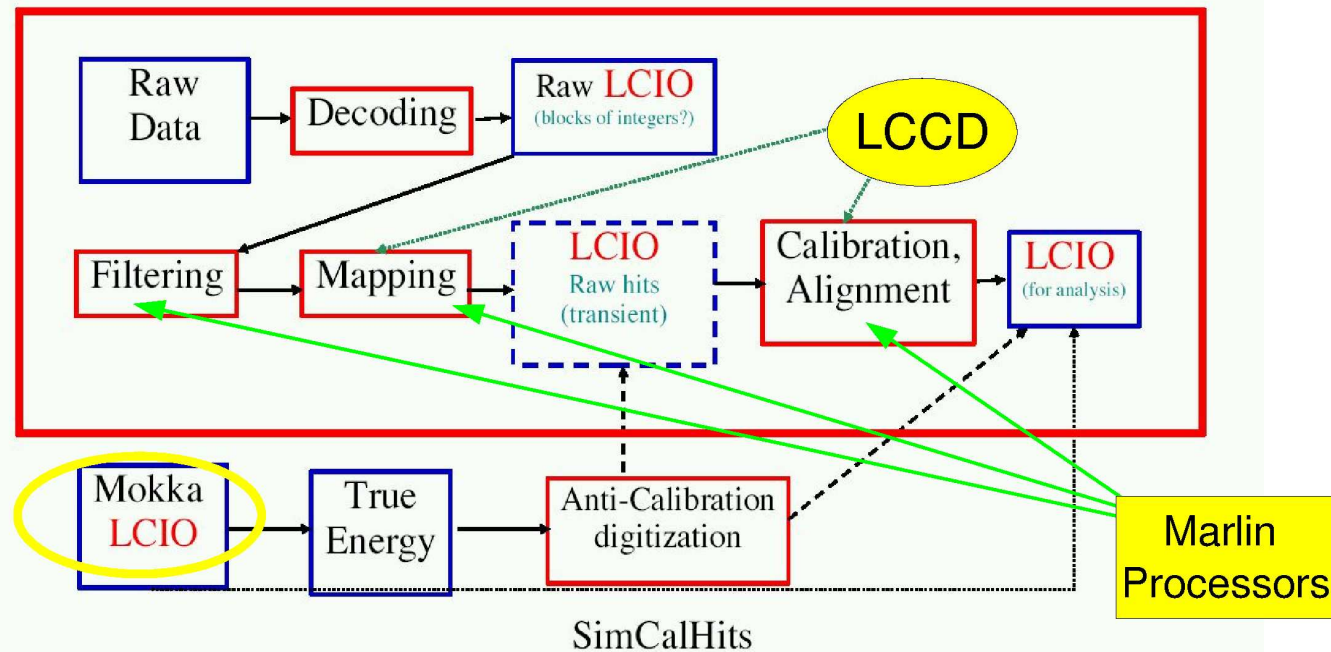 Raw
Data
Decoding
Raw LCIO
(blocks of integers?)
LCCD
Filtering
Mapping
LCIO
Raw hits
(transient)
Calibration,
Alignment
LCIO
(for analysis)
Mokka
LCIO
True
Energy
Anti-Calibration
digitization
Marlin
Processors
SimCalHits